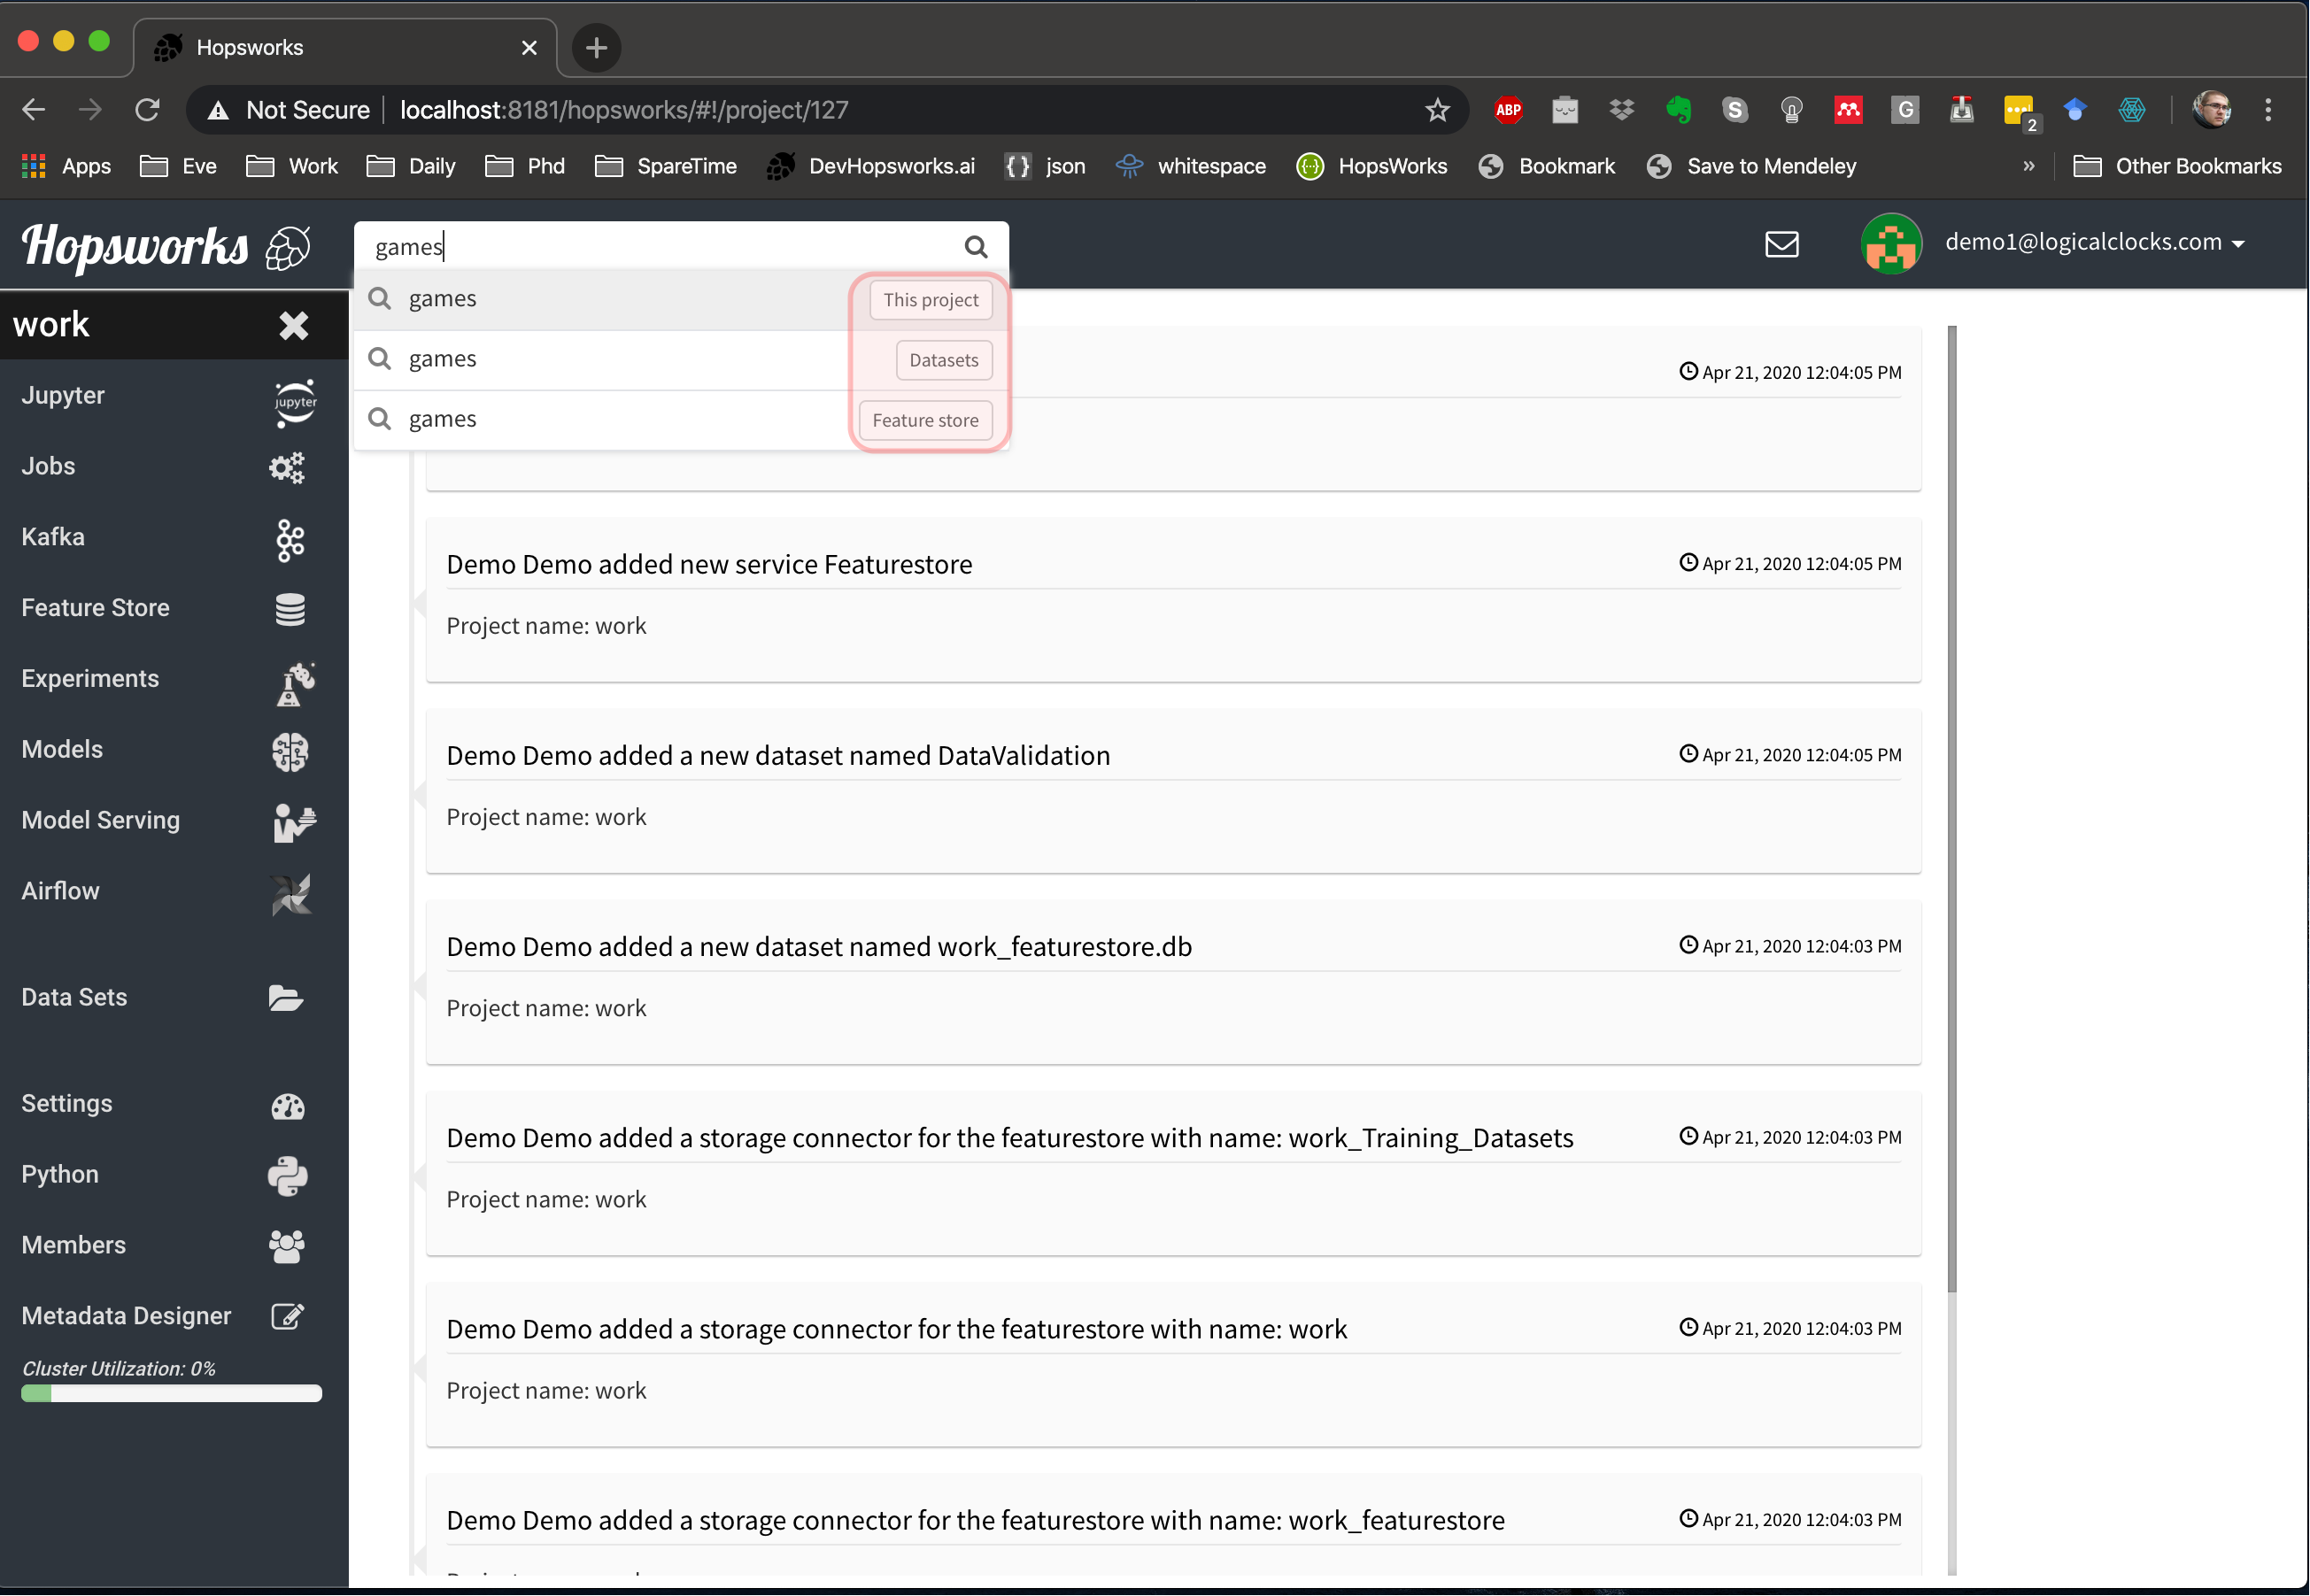 Hopsworks
Not Secure localhost:8181/hopsworks/#!/project/127
ABP
S
G
2
Apps Eve Work Daily Phd SpareTime DevHopsworks.ai {} json whitespace HopsWorks Bookmark Save to Mendeley » Other Bookmarks
Hopsworks
games
demo1@logicalclocks.com
games This project
games Datasets
games Feature store
work
Jupyter
jupyter
Jobs
Kafka
Feature Store
Experiments
Models
Model Serving
Airflow
Data Sets
Settings
Python
Members
Metadata Designer
Cluster Utilization: 0%
Apr 21, 2020 12:04:05 PM
Demo Demo added new service Featurestore Apr 21, 2020 12:04:05 PM
Project name: work
Demo Demo added a new dataset named DataValidation Apr 21, 2020 12:04:05 PM
Project name: work
Demo Demo added a new dataset named work_featurestore.db Apr 21, 2020 12:04:03 PM
Project name: work
Demo Demo added a storage connector for the featurestore with name: work_Training_Datasets Apr 21, 2020 12:04:03 PM
Project name: work
Demo Demo added a storage connector for the featurestore with name: work Apr 21, 2020 12:04:03 PM
Project name: work
Demo Demo added a storage connector for the featurestore with name: work_featurestore Apr 21, 2020 12:04:03 PM